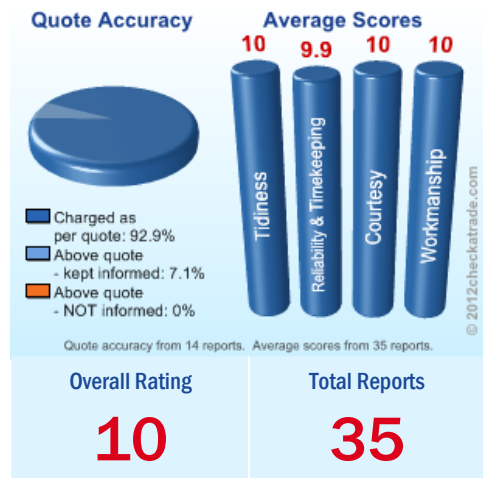 Quote Accuracy
Average Scores
10
9.9
10
10
Tidiness
Reliability & Timekeeping
Courtesy
Workmanship
Charged as
per quote: 92.9%
Above quote
- kept informed: 7.1%
Above quote
- NOT informed: 0%
© 2012checkatrade.com
Quote accuracy from 14 reports. Average scores from 35 reports.
Overall Rating
10
Total Reports
35